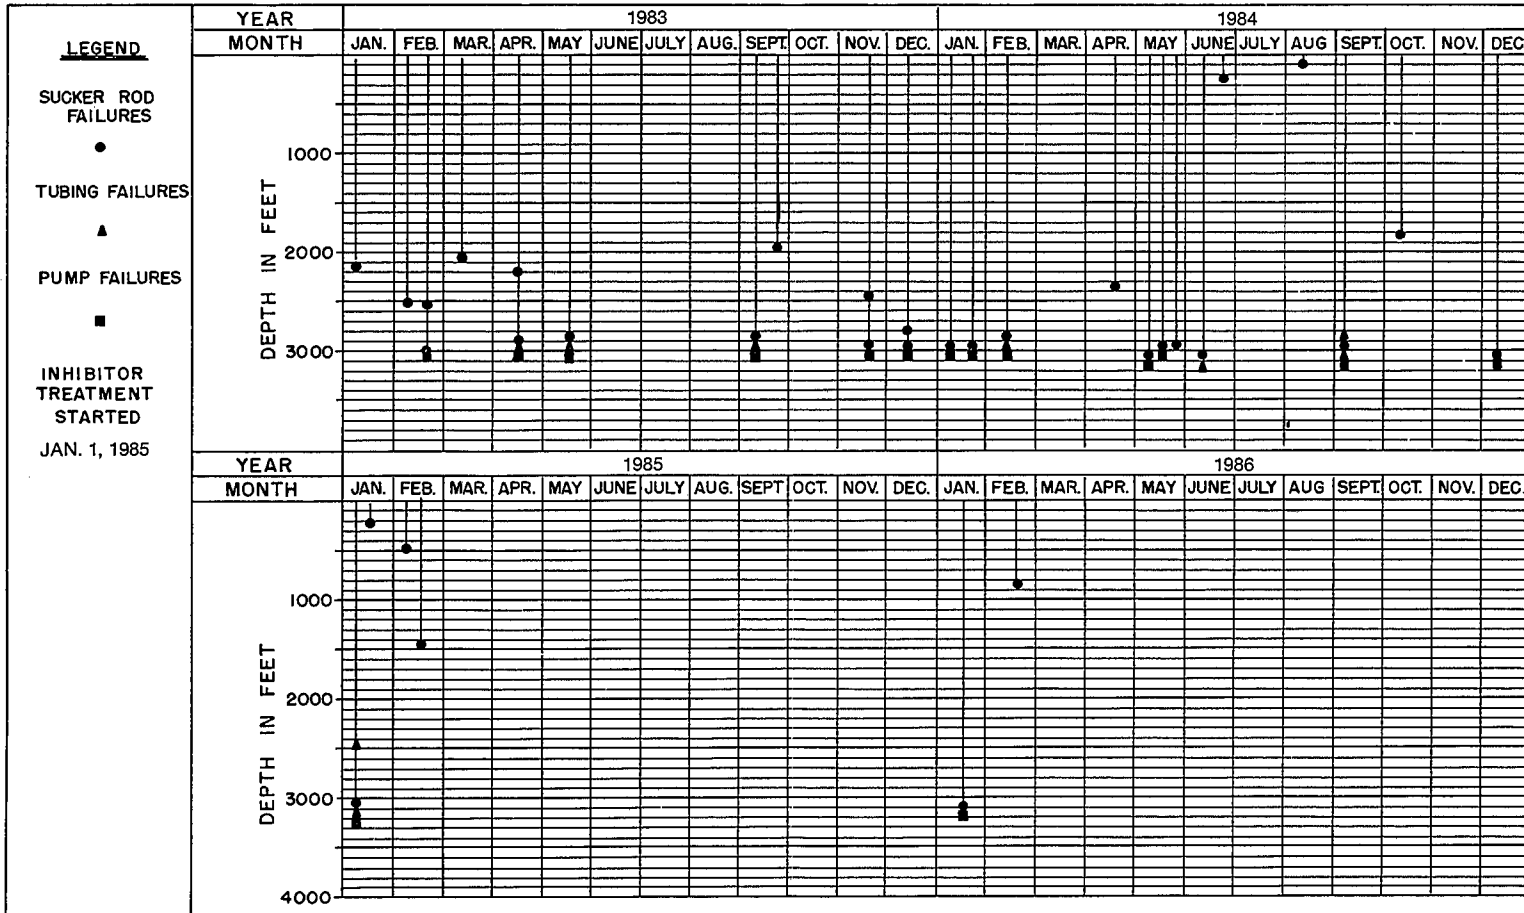 LEGEND
SUCKER ROD
FAILURES
TUBING FAILURES
PUMP FAILURES
INHIBITOR
TREATMENT
STARTED
JAN. 1, 1985
YEAR 1983 1984
MONTH JAN. FEB. MAR. APR. MAY JUNE JULY AUG. SEPT. OCT. NOV. DEC. JAN. FEB. MAR. APR. MAY JUNE JULY AUG SEPT. OCT. NOV. DEC
DEPTH IN FEET
1000
2000
3000
YEAR 1985 1986
MONTH JAN. FEB. MAR. APR. MAY JUNE JULY AUG. SEPT OCT. NOV. DEC. JAN. FEB. MAR. APR. MAY JUNE JULY AUG SEPT. OCT. NOV. DEC.
DEPTH IN FEET
1000
2000
3000
4000